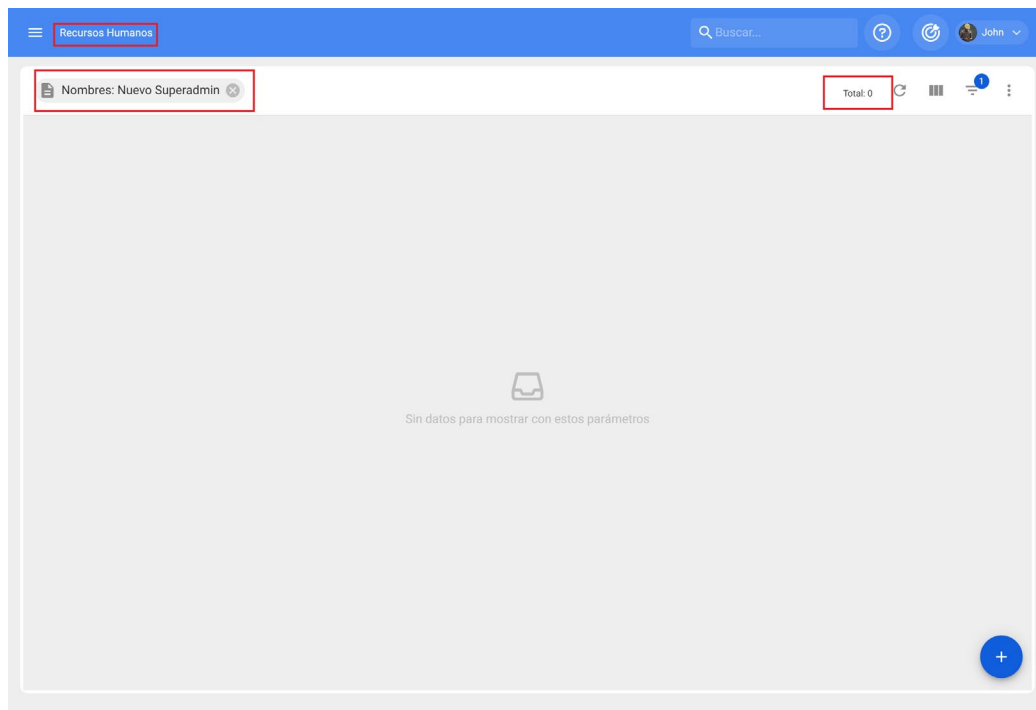 Recursos Humanos
Buscar...
John
Nombres: Nuevo Superadmin
Total: 0
1
Sin datos para mostrar con estos parámetros